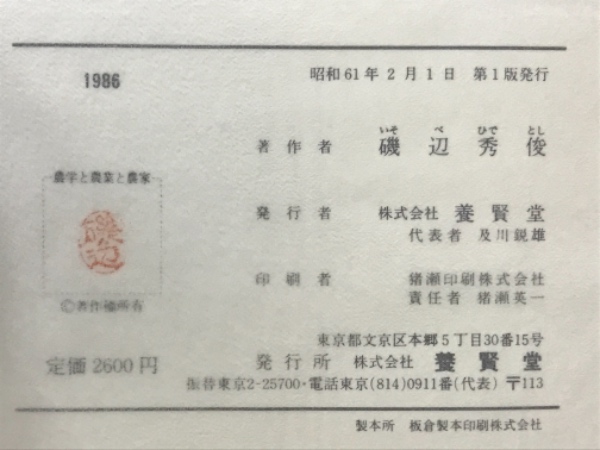 1986
昭和61年2月1日 第1版発行
いそ べ ひで とし
著作者 磯辺秀俊
農学と農業と農家
発行者 株式会社 養賢堂
代表者 及川鋭雄
磯辺
印刷者 猪瀬印刷株式会社
責任者 猪瀬英一
©著作権所有
東京都文京区本郷5丁目30番15号
定価2600円
発行所 株式会社 養賢堂
振替東京2-25700・電話東京(814)0911番(代表) 〒113
製本所 板倉製本印刷株式会社